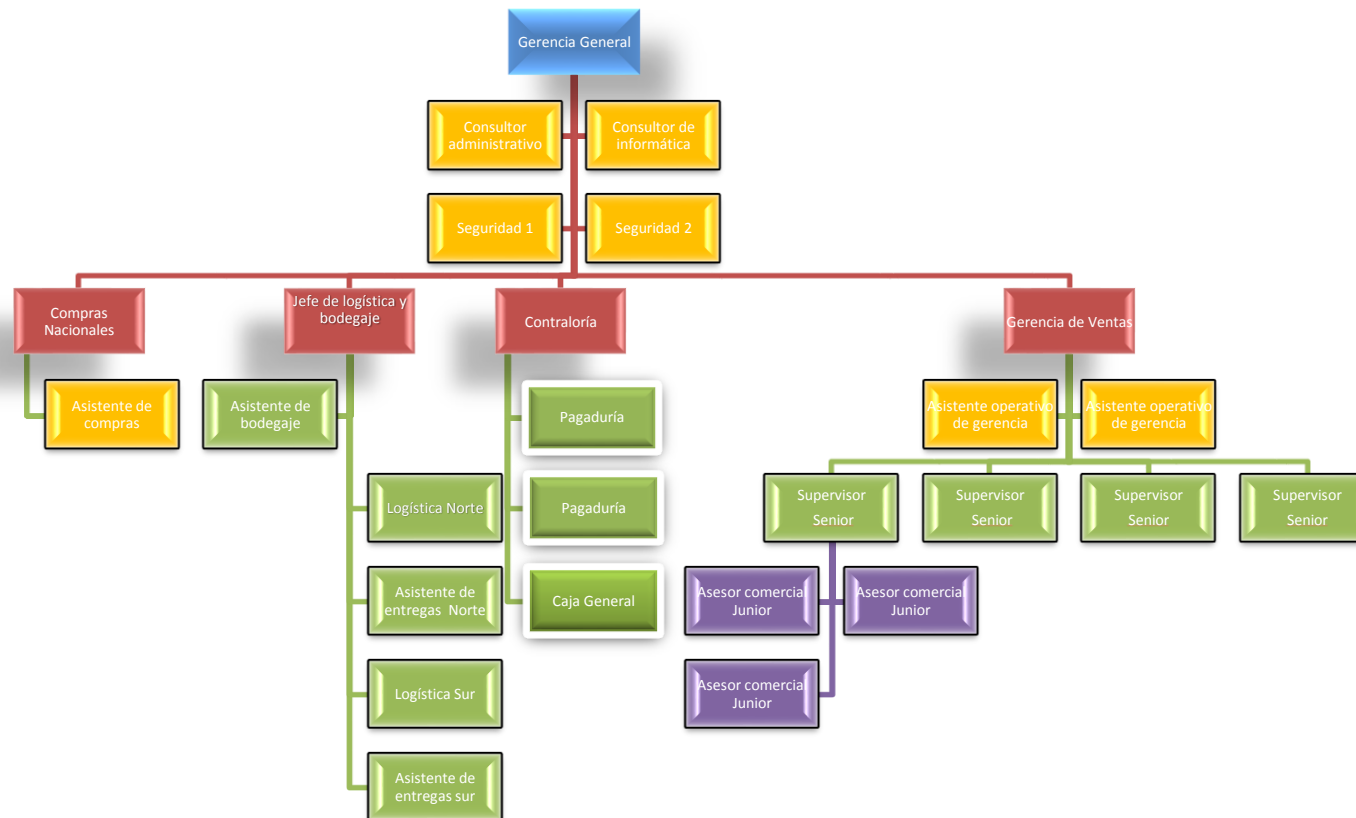 Gerencia General
Consultor
administrativo
Consultor de
informática
Seguridad 1
Seguridad 2
Compras
Nacionales
Jefe de logística y
bodegaje
Contraloría
Gerencia de Ventas
Asistente de
compras
Asistente de
bodegaje
Pagaduría
Asistente operativo
de gerencia
Asistente operativo
de gerencia
Logística Norte
Pagaduría
Supervisor
Senior
Supervisor
Senior
Supervisor
Senior
Supervisor
Senior
Asistente de
entregas Norte
Caja General
Asesor comercial
Junior
Asesor comercial
Junior
Logística Sur
Asesor comercial
Junior
Asistente de
entregas sur